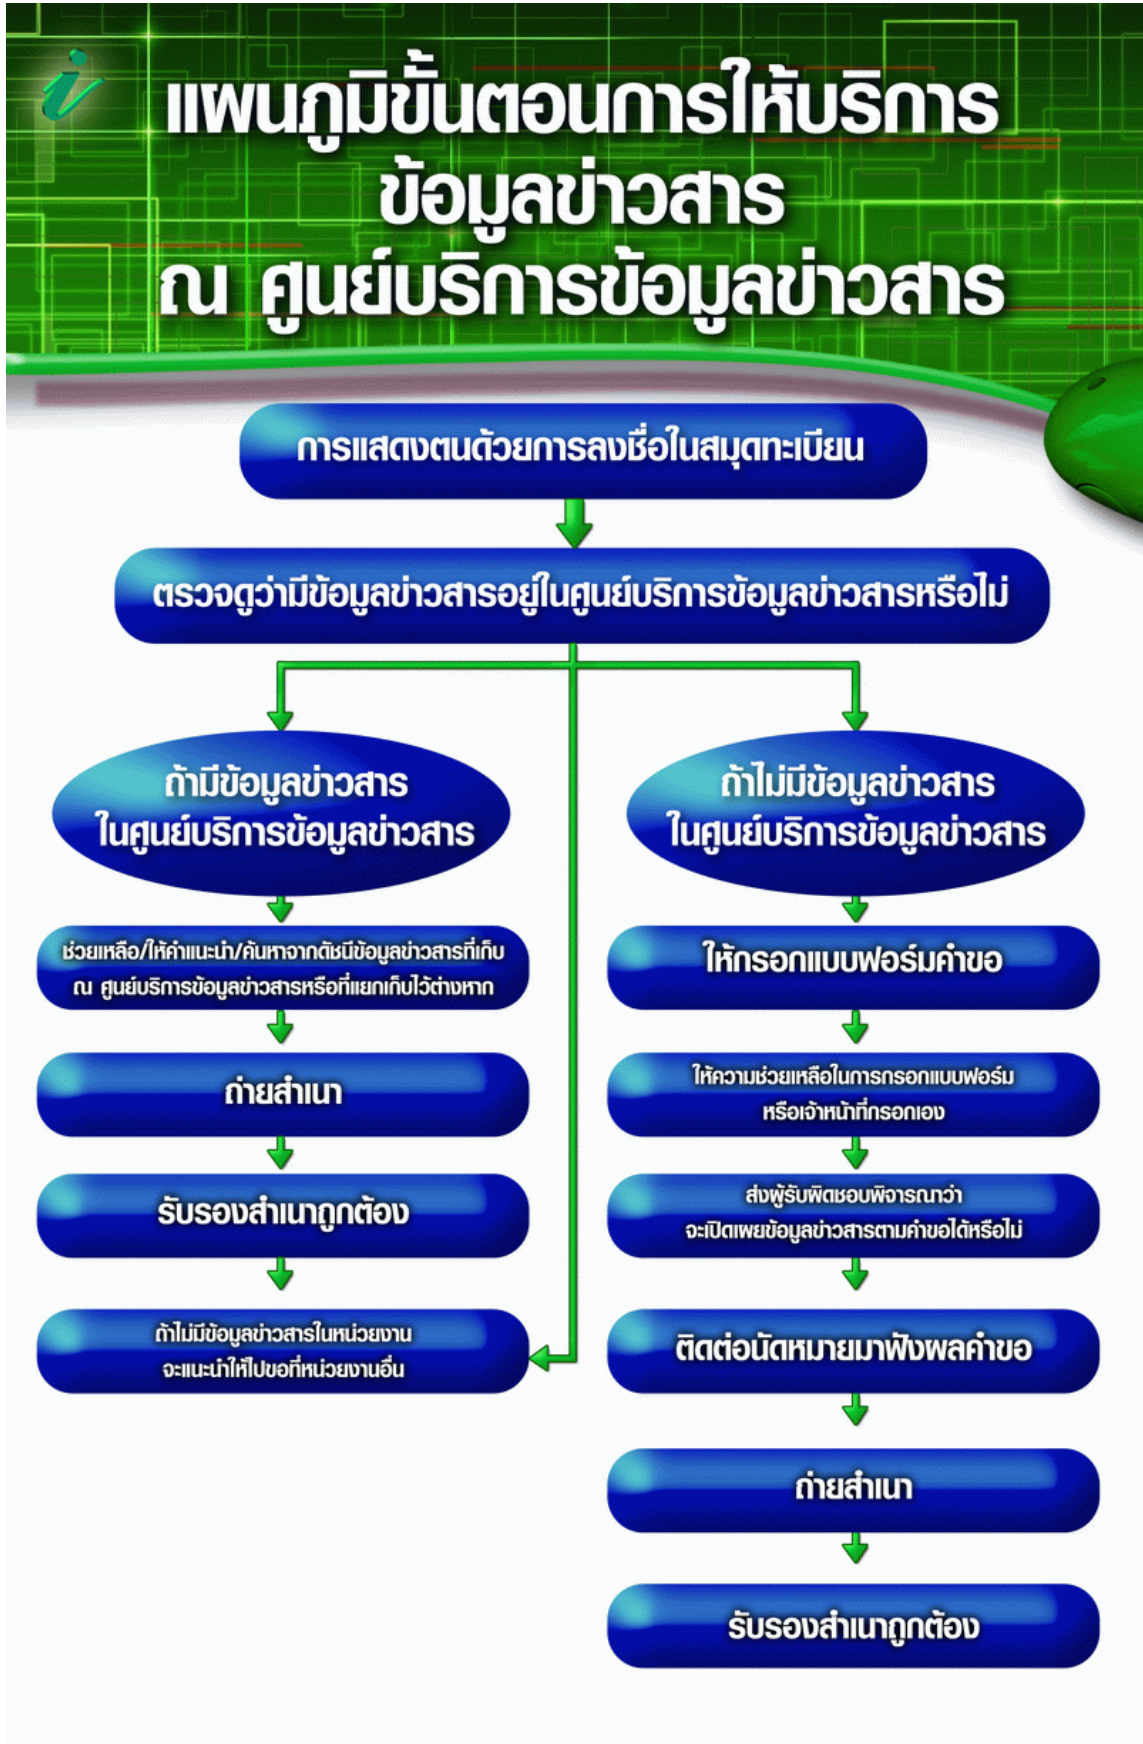 i
แผนภูมิขั้นตอนการให้บริการ
ข้อมูลข่าวสาร
ณ ศูนย์บริการข้อมูลข่าวสาร
การแสดงตนด้วยการลงชื่อในสมุดทะเบียน
ตรวจดูว่ามีข้อมูลข่าวสารอยู่ในศูนย์บริการข้อมูลข่าวสารหรือไม่
ถ้ามีข้อมูลข่าวสาร
ในศูนย์บริการข้อมูลข่าวสาร
ช่วยเหลือ/ให้คำแนะนำ/ค้นหาจากดัชนีข้อมูลข่าวสารที่เก็บ
ณ ศูนย์บริการข้อมูลข่าวสารหรือที่แยกเก็บไว้ต่างหาก
ถ่ายสำเนา
รับรองสำเนาถูกต้อง
ถ้าไม่มีข้อมูลข่าวสารในหน่วยงาน
จะแนะนำให้ไปขอที่หน่วยงานอื่น
ถ้าไม่มีข้อมูลข่าวสาร
ในศูนย์บริการข้อมูลข่าวสาร
ให้กรอกแบบฟอร์มคำขอ
ให้ความช่วยเหลือในการกรอกแบบฟอร์ม
หรือเจ้าหน้าที่กรอกเอง
ส่งผู้รับผิดชอบพิจารณาว่า
จะเปิดเผยข้อมูลข่าวสารตามคำขอได้หรือไม่
ติดต่อนัดหมายมาฟังผลคำขอ
ถ่ายสำเนา
รับรองสำเนาถูกต้อง